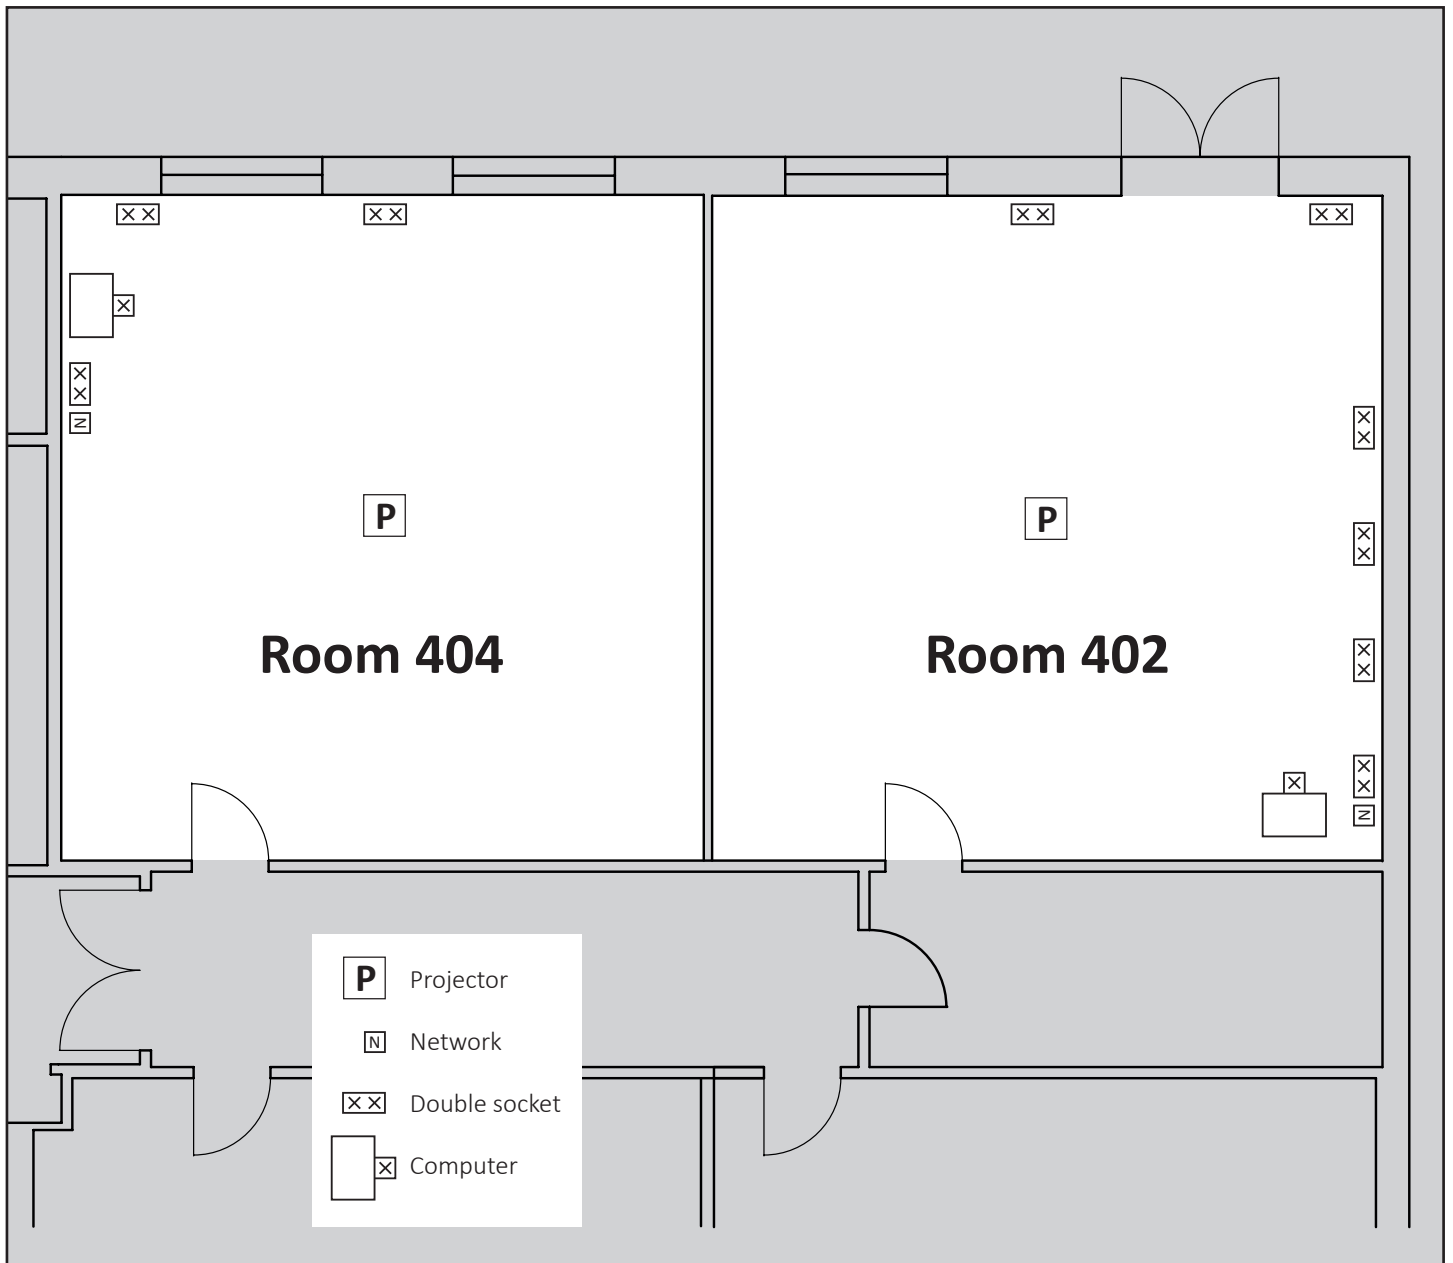 N
P
P
Room 404
Room 402
N
P Projector
N Network
Double socket
Computer